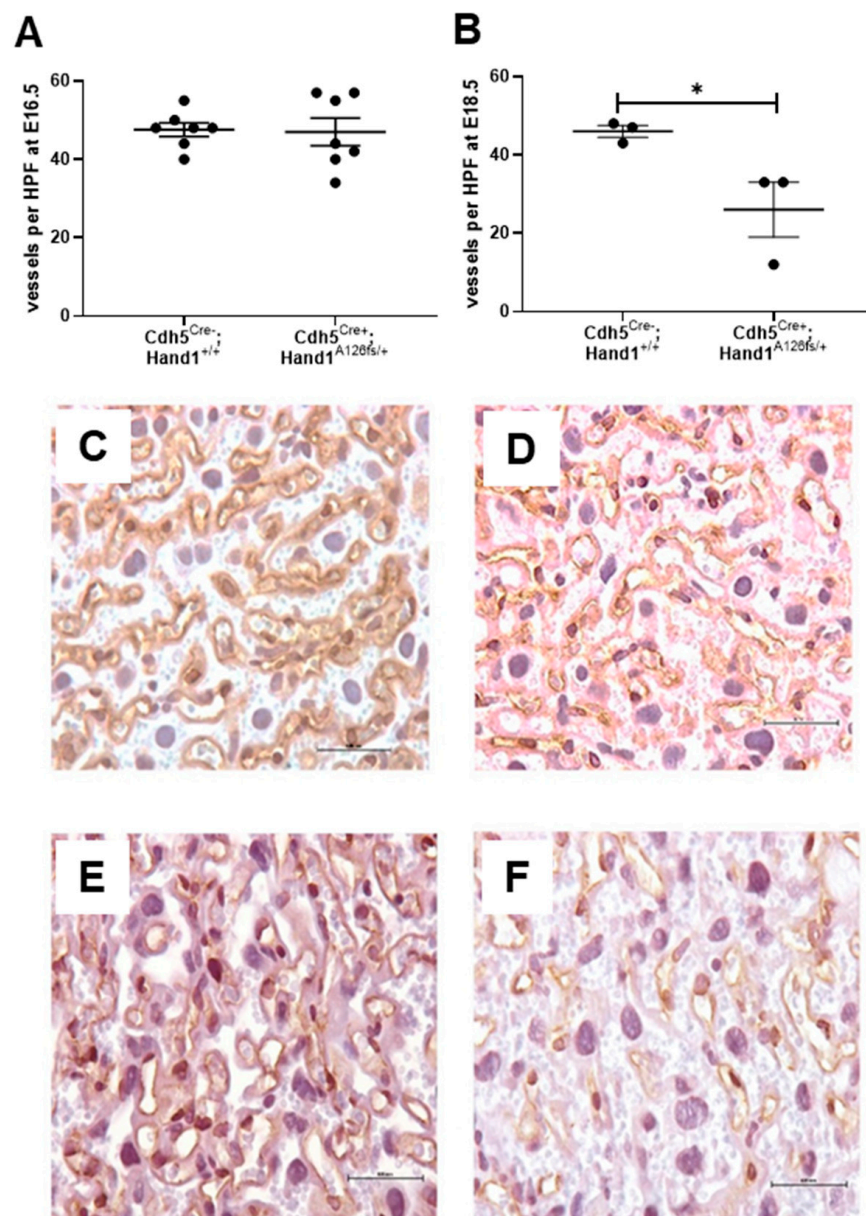 A
B
vessels per HPF at E16.5
60
40
20
0
Cdh5Cre-;
Hand1+/+
Cdh5Cre+;
Hand1A126fs/+
vessels per HPF at E18.5
60
40
20
0
*
Cdh5Cre-;
Hand1+/+
Cdh5Cre+;
Hand1A126fs/+
C
D
E
F